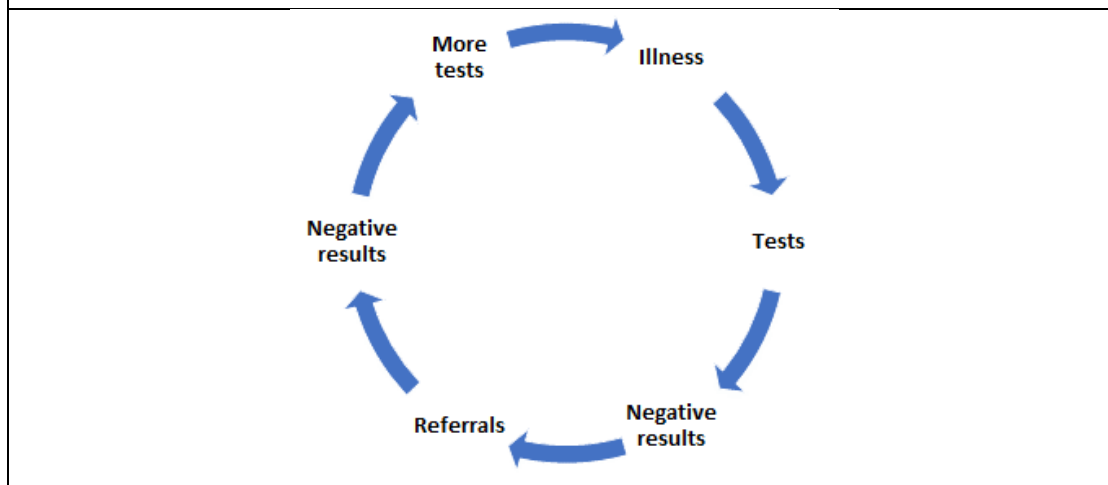 More
tests
Illness
Tests
Negative
results
Referrals
Negative
results